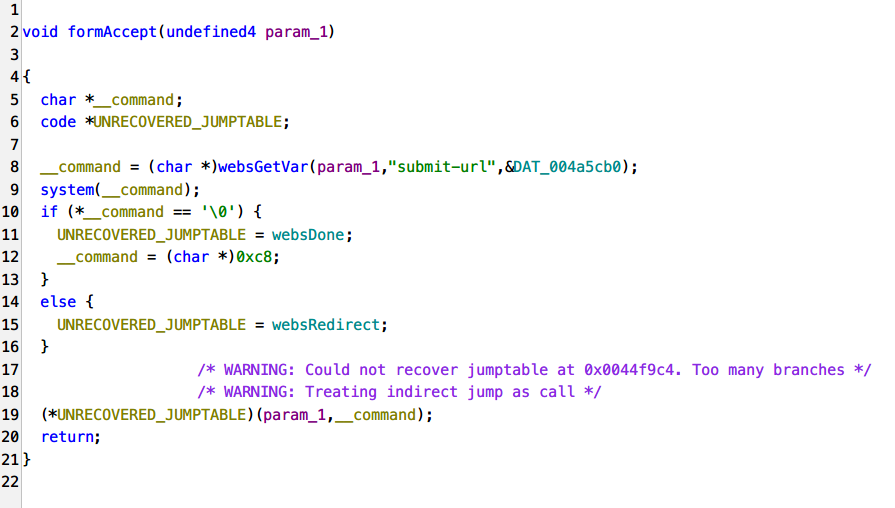 1
2 void formAccept(undefined4 param_1)
3
4 {
5   char *__command;
6   code *UNRECOVERED_JUMPTABLE;
7
8   __command = (char *)websGetVar(param_1,"submit-url",&DAT_004a5cb0);
9   system(__command);
10   if (*__command == '\0') {
11     UNRECOVERED_JUMPTABLE = websDone;
12     __command = (char *)0xc8;
13   }
14   else {
15     UNRECOVERED_JUMPTABLE = websRedirect;
16   }
17                     /* WARNING: Could not recover jumptable at 0x0044f9c4. Too many branches */
18                     /* WARNING: Treating indirect jump as call */
19   (*UNRECOVERED_JUMPTABLE)(param_1,__command);
20   return;
21 }
22